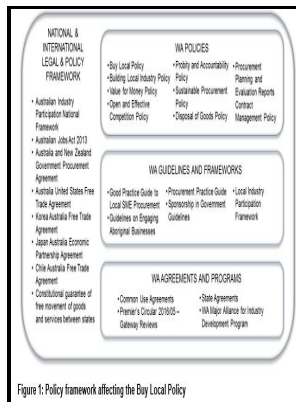 NATIONAL &
INTERNATIONAL
LEGAL & POLICY
FRAMEWORK
• Australian Industry
Participation National
Framework
• Australian Jobs Act 2013
• Australia and New Zealand
Government Procurement
Agreement
• Australia United States Free
Trade Agreement
• Korea Australia Free Trade
Agreement
• Japan Australia Economic
Partnership Agreement
• Chile Australia Free Trade
Agreement
• Constitutional guarantee of
free movement of goods
and services between states
WA POLICIES
• Buy Local Policy
• Building Local Industry Policy
• Value for Money Policy
• Open and Effective
Competition Policy
• Probity and Accountability
Policy
• Sustainable Procurement
Policy
• Disposal of Goods Policy
• Procurement
Planning and
Evaluation Reports
Contract
Management Policy
WA GUIDELINES AND FRAMEWORKS
• Good Practice Guide to
Local SME Procurement
• Guidelines on Engaging
Aboriginal Businesses
• Procurement Practice Guide
• Sponsorship in Government
Guidelines
• Local Industry
Participation
Framework
WA AGREEMENTS AND PROGRAMS
• Common Use Agreements
• Premier's Circular 2016/05 –
Gateway Reviews
• State Agreements
• WA Major Alliance for Industry
Development Program
Figure 1: Policy framework affecting the Buy Local Policy